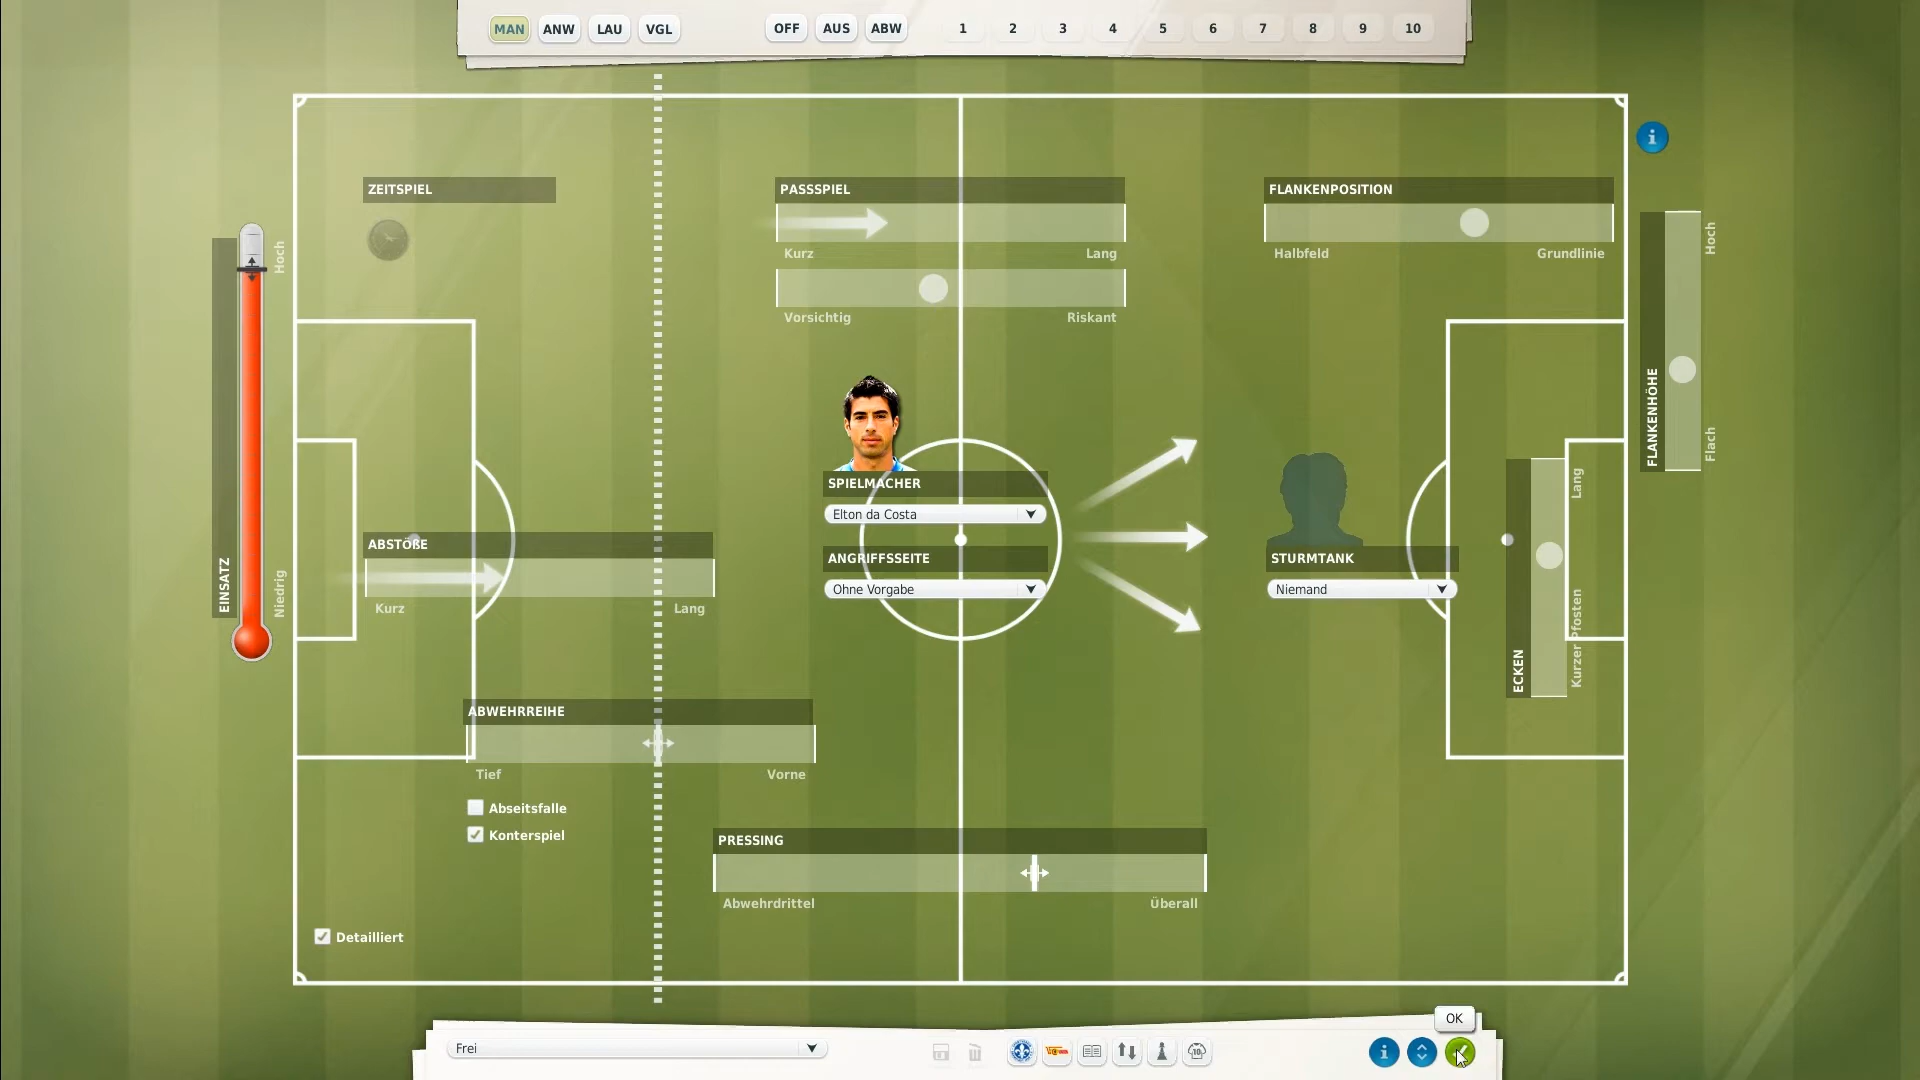 MAN ANW LAU VGL OFF AUS ABW 1 2 3 4 5 6 7 8 9 10
ZEITSPIEL
PASSSPIEL
Kurz Lang
Vorsichtig Riskant
FLANKENPOSITION
Halbfeld Grundlinie
EINSATZ
Hoch
Niedrig
FLANKENHÖHE
Hoch
Flach
SPIELMACHER
Elton da Costa
ANGRIFFSSEITE
Ohne Vorgabe
STURMTANK
Niemand
ECKEN
Lang
Kurzer Pfosten
ABSTÖßE
Kurz Lang
ABWEHRREIHE
Tief Vorne
Abseitsfalle
Konterspiel
PRESSING
Abwehrdrittel Überall
Detailliert
OK
Frei